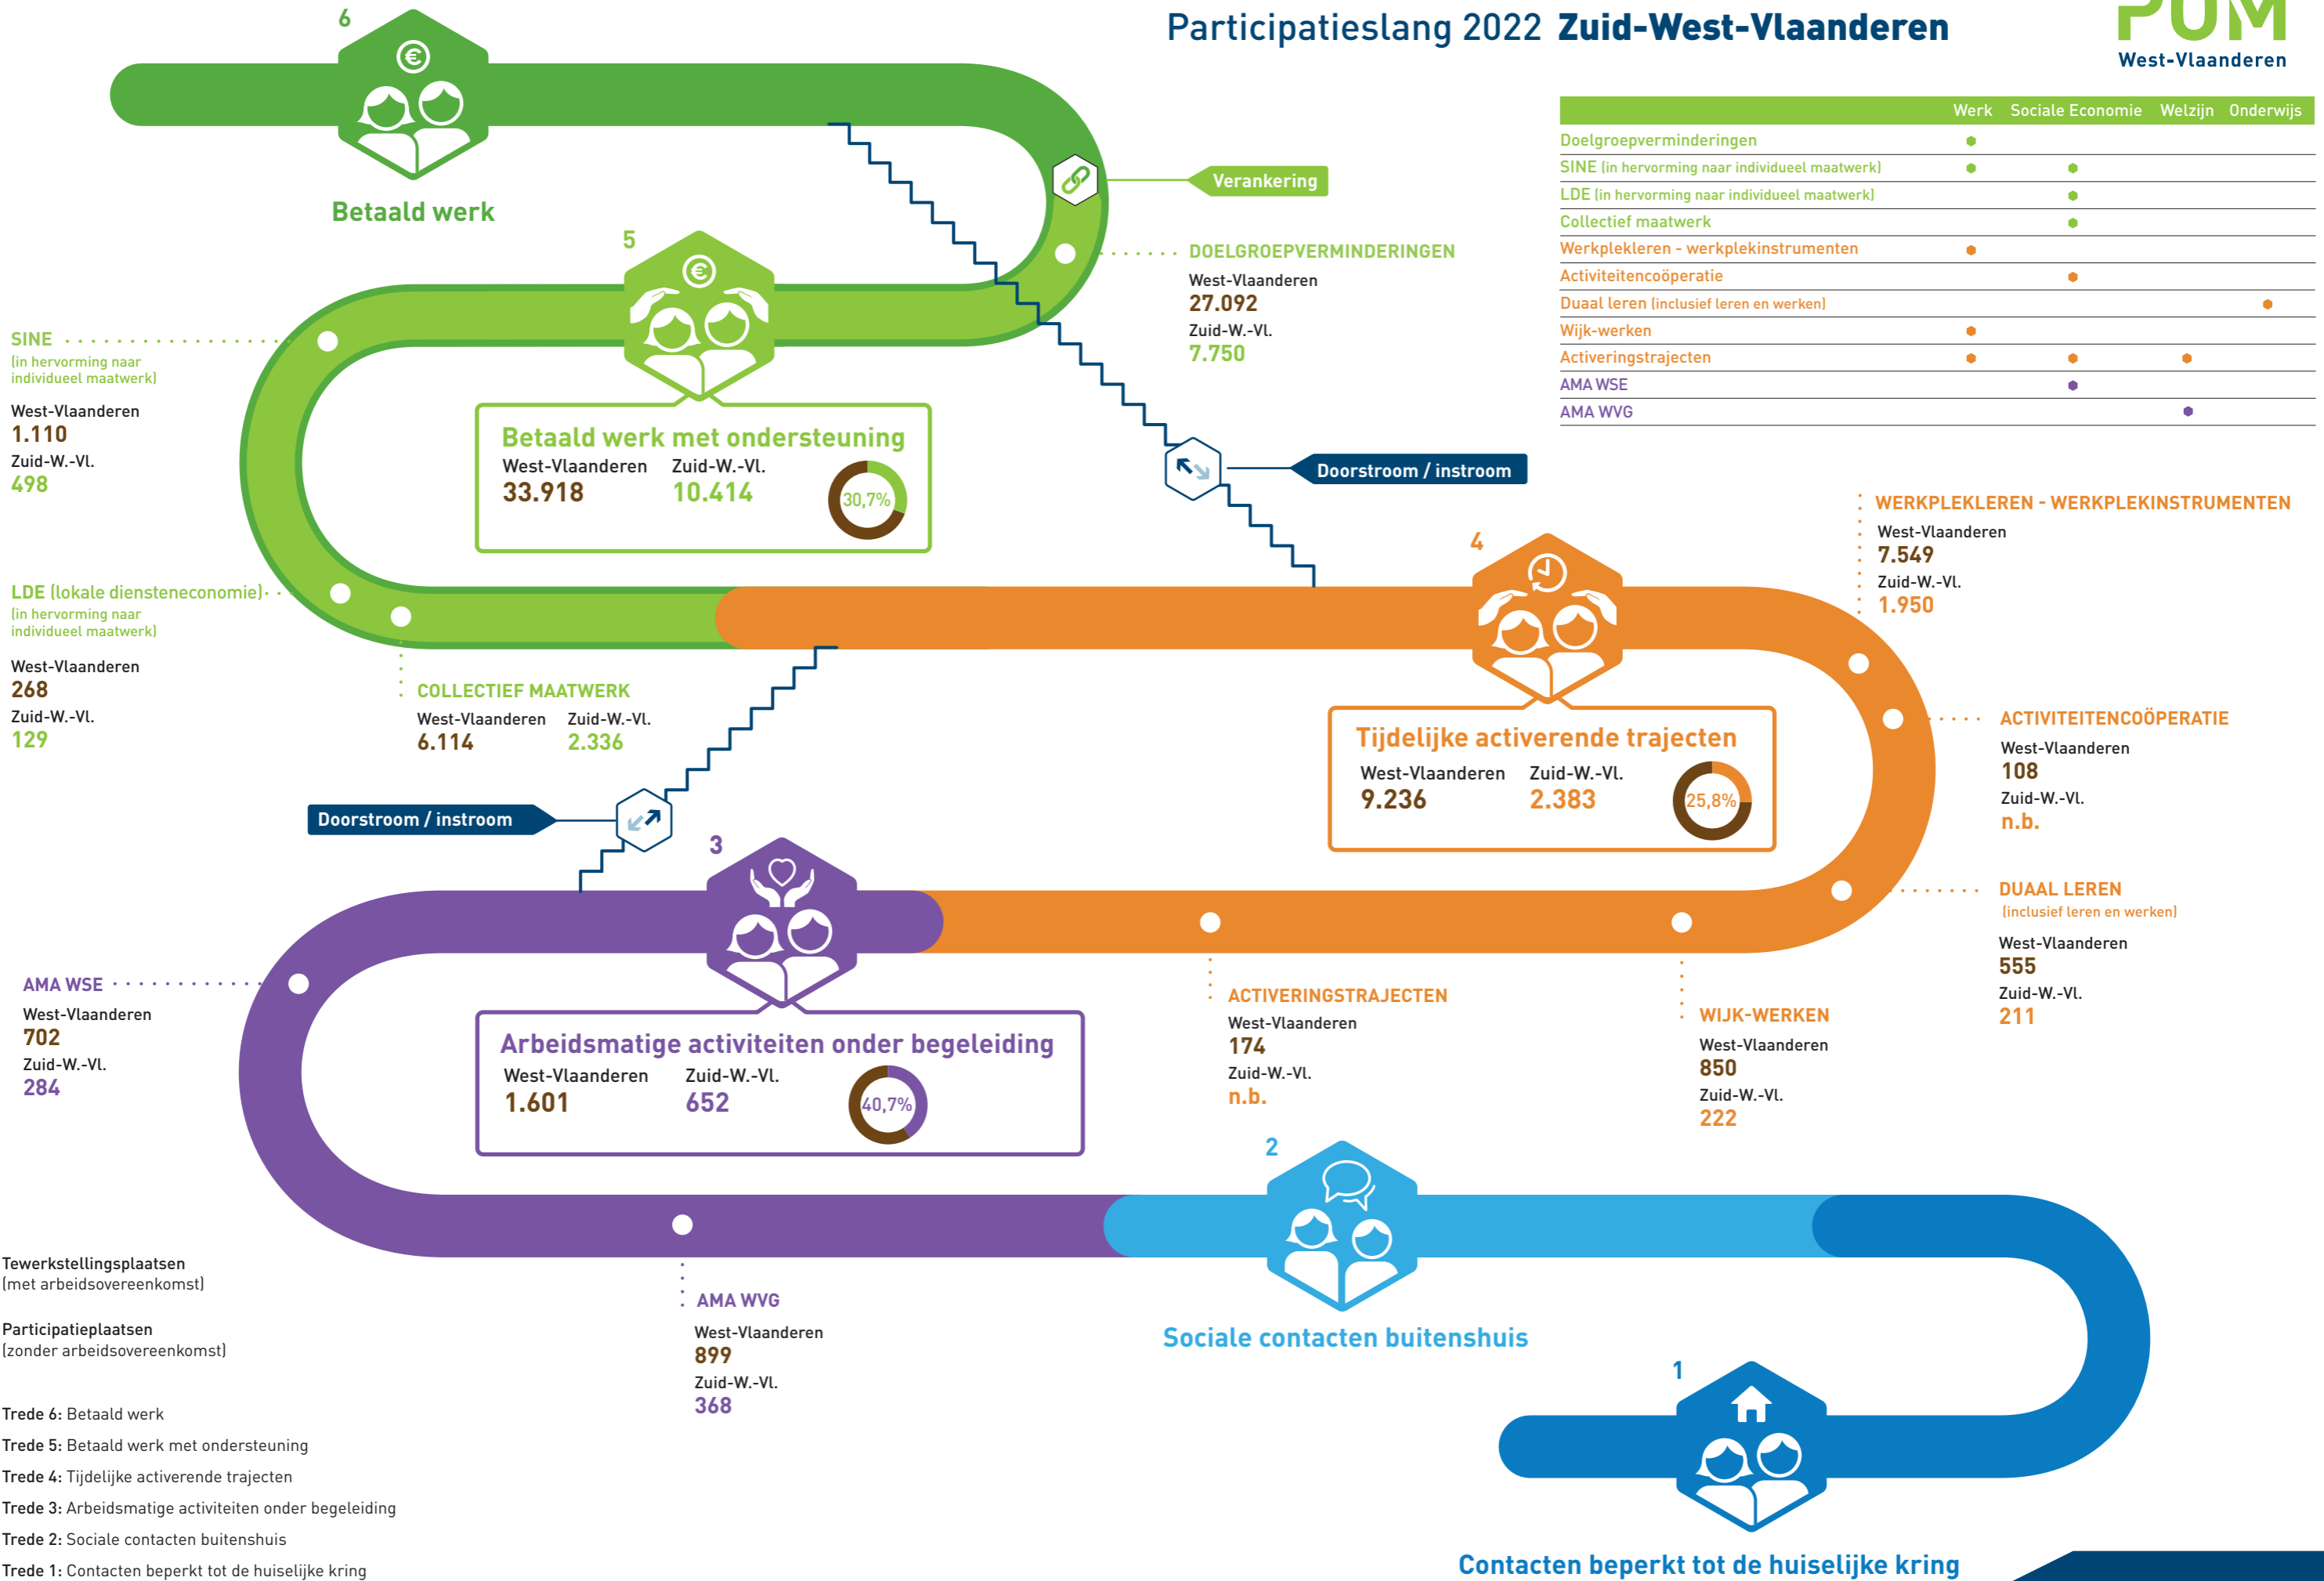 Participatieslang 2022 Zuid-West-Vlaanderen
POM
West-Vlaanderen
Werk Sociale Economie Welzijn Onderwijs
Doelgroepverminderingen
SINE (in hervorming naar individueel maatwerk)
LDE (in hervorming naar individueel maatwerk)
Collectief maatwerk
Werkplekleren - werkplekinstrumenten
Activiteitencoöperatie
Duaal leren (inclusief leren en werken)
Wijk-werken
Activeringstrajecten
AMA WSE
AMA WVG
6
€
Betaald werk
Verankering
DOELGROEPVERMINDERINGEN
West-Vlaanderen
27.092
Zuid-W.-Vl.
7.750
5
€
Betaald werk met ondersteuning
West-Vlaanderen Zuid-W.-Vl.
33.918 10.414
30,7%
SINE
(in hervorming naar
individueel maatwerk)
West-Vlaanderen
1.110
Zuid-W.-Vl.
498
LDE (lokale diensteneconomie)
(in hervorming naar
individueel maatwerk)
West-Vlaanderen
268
Zuid-W.-Vl.
129
COLLECTIEF MAATWERK
West-Vlaanderen Zuid-W.-Vl.
6.114 2.336
Doorstroom / instroom
4
Tijdelijke activerende trajecten
West-Vlaanderen Zuid-W.-Vl.
9.236 2.383
25,8%
WERKPLEKLEREN - WERKPLEKINSTRUMENTEN
West-Vlaanderen
7.549
Zuid-W.-Vl.
1.950
ACTIVITEITENCOÖPERATIE
West-Vlaanderen
108
Zuid-W.-Vl.
n.b.
DUAAL LEREN
(inclusief leren en werken)
West-Vlaanderen
555
Zuid-W.-Vl.
211
WIJK-WERKEN
West-Vlaanderen
850
Zuid-W.-Vl.
222
ACTIVERINGSTRAJECTEN
West-Vlaanderen
174
Zuid-W.-Vl.
n.b.
Doorstroom / instroom
3
Arbeidsmatige activiteiten onder begeleiding
West-Vlaanderen Zuid-W.-Vl.
1.601 652
40,7%
AMA WSE
West-Vlaanderen
702
Zuid-W.-Vl.
284
AMA WVG
West-Vlaanderen
899
Zuid-W.-Vl.
368
2
Sociale contacten buitenshuis
1
Contacten beperkt tot de huiselijke kring
Tewerkstellingsplaatsen
(met arbeidsovereenkomst)
Participatieplaatsen
(zonder arbeidsovereenkomst)
Trede 6: Betaald werk
Trede 5: Betaald werk met ondersteuning
Trede 4: Tijdelijke activerende trajecten
Trede 3: Arbeidsmatige activiteiten onder begeleiding
Trede 2: Sociale contacten buitenshuis
Trede 1: Contacten beperkt tot de huiselijke kring